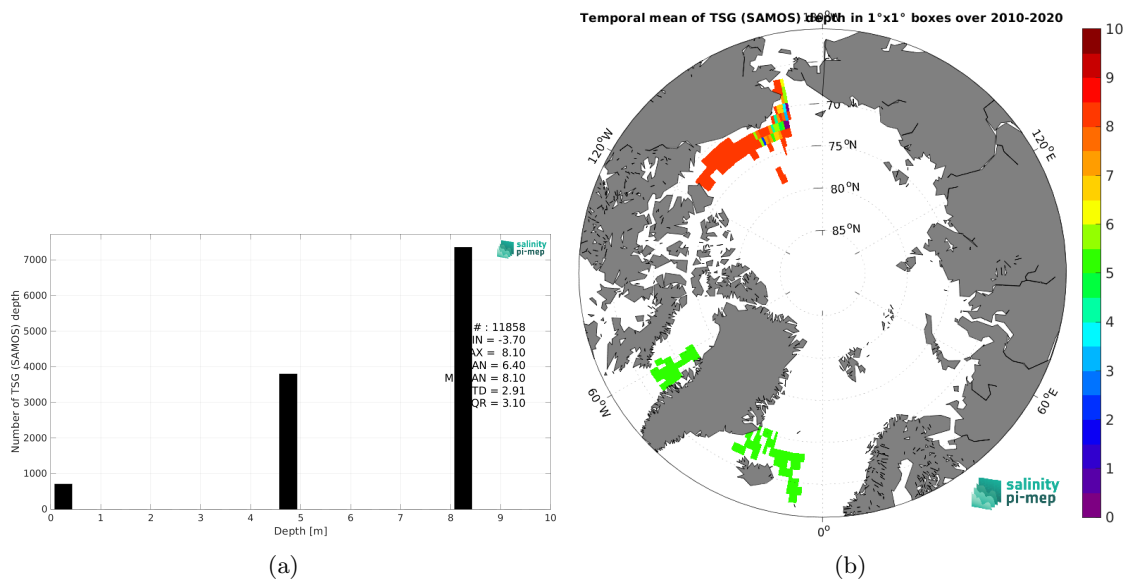 7000
6000
5000
4000
3000
2000
1000
0
Number of TSG (SAMOS) depth
0 1 2 3 4 5 6 7 8 9 10
Depth [m]
salinity
pi-mep
# : 11858
IN = -3.70
AX = 8.10
AN = 6.40
M AN = 8.10
TD = 2.91
QR = 3.10
(a)
Temporal mean of TSG (SAMOS) depth in 1°x1° boxes over 2010-2020
120°W
120°E
60°W
60°E
0°
75°N
80°N
85°N
salinity
pi-mep
10
9
8
7
6
5
4
3
2
1
0
(b)